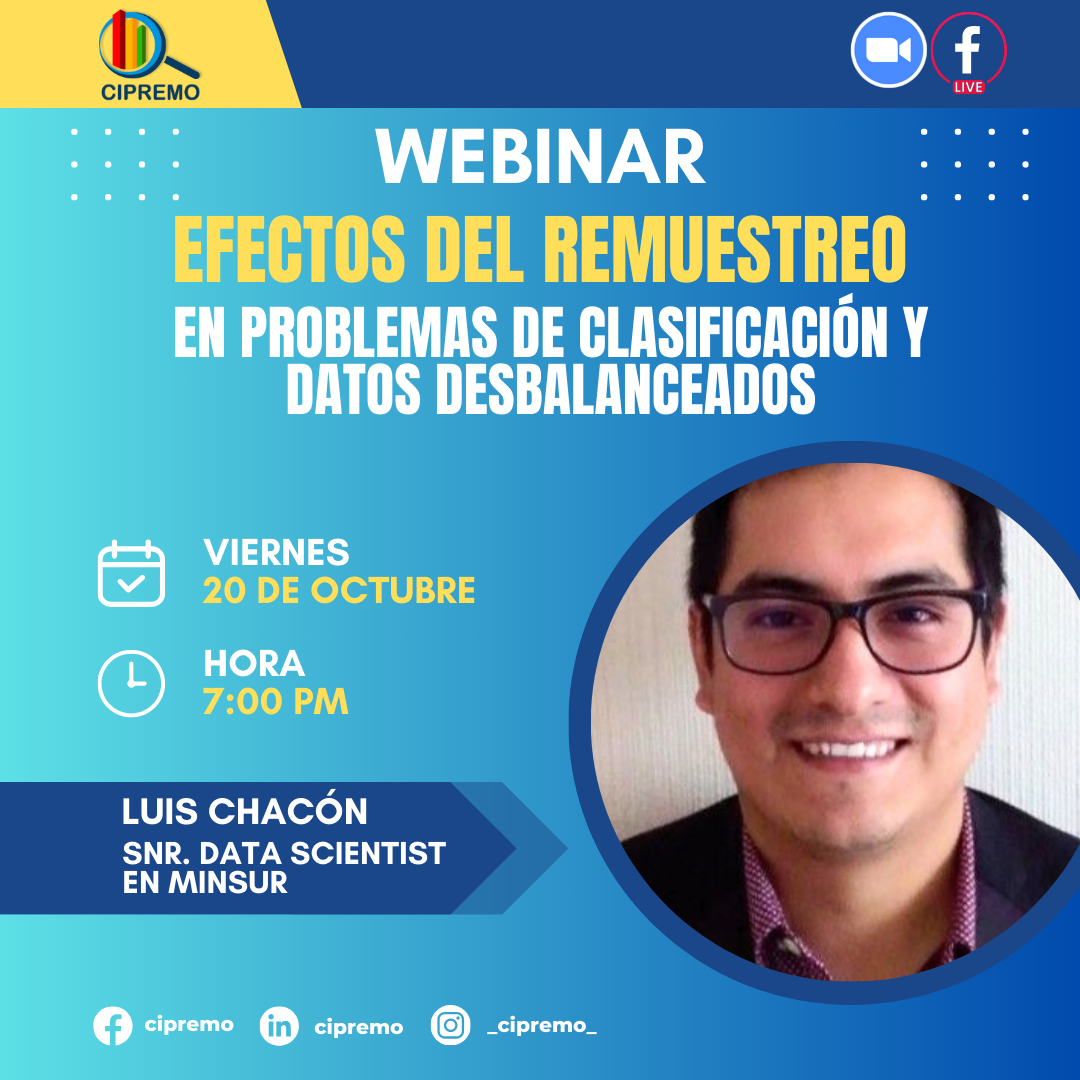 CIPREMO
LIVE
WEBINAR
EFECTOS DEL REMUESTREO
EN PROBLEMAS DE CLASIFICACIÓN Y
DATOS DESBALANCEADOS
VIERNES
20 DE OCTUBRE
HORA
7:00 PM
LUIS CHACÓN
SNR. DATA SCIENTIST
EN MINSUR
cipremo
cipremo
_cipremo_